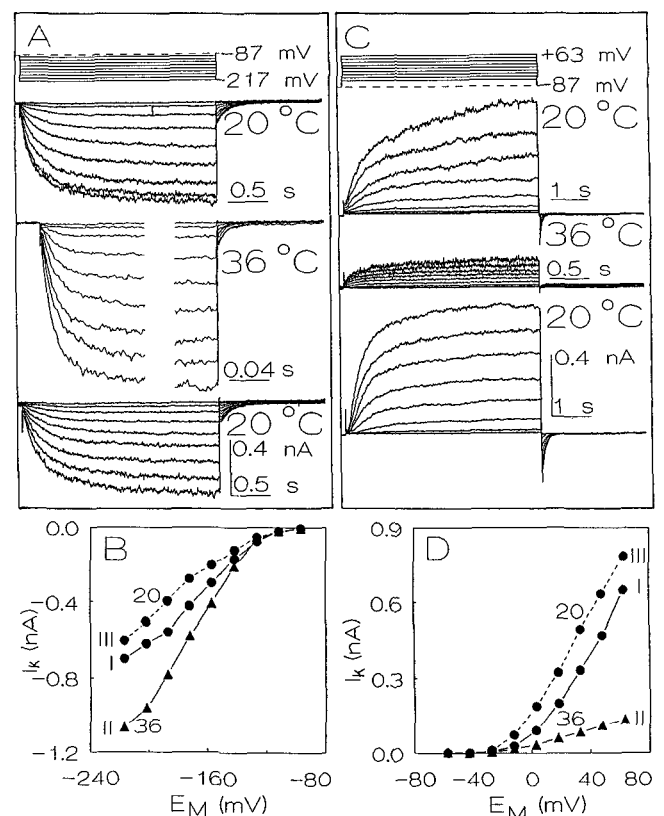 A
-87 mV
-217 mV
20 °C
0.5 s
36 °C
0.04 s
20 °C
0.4 nA
0.5 s
C
+63 mV
-87 mV
20 °C
1 s
36 °C
0.5 s
20 °C
0.4 nA
1 s
B
0.0
-0.4
-0.8
-1.2
I_K (nA)
20
III
I
II
36
-240
-160
-80
E_M (mV)
D
0.9
0.6
0.3
0.0
I_K (nA)
20
III
I
36
II
-80
-40
0
40
80
E_M (mV)